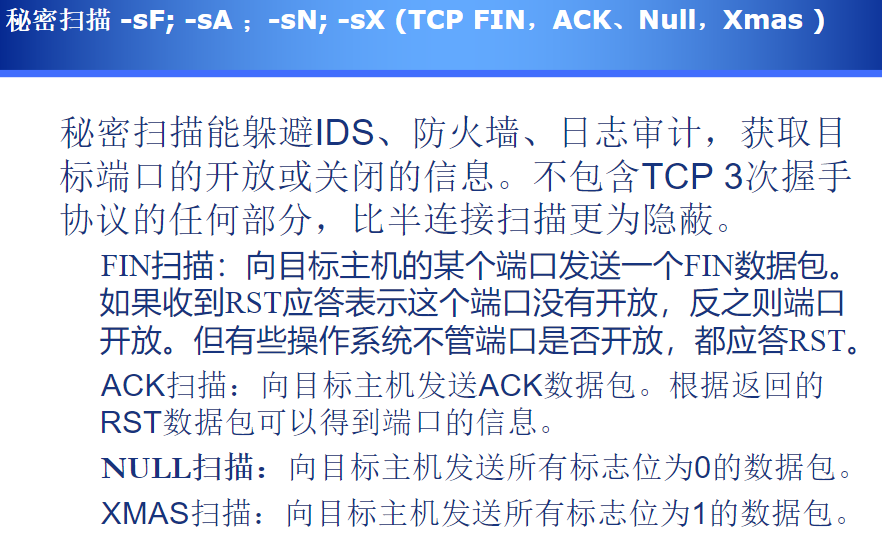 秘密扫描 -sF; -sA ；-sN; -sX (TCP FIN，ACK、Null，Xmas )
秘密扫描能躲避IDS、防火墙、日志审计，获取目
标端口的开放或关闭的信息。不包含TCP 3次握手
协议的任何部分，比半连接扫描更为隐蔽。
FIN扫描：向目标主机的某个端口发送一个FIN数据包。
如果收到RST应答表示这个端口没有开放，反之则端口
开放。但有些操作系统不管端口是否开放，都应答RST。
ACK扫描：向目标主机发送ACK数据包。根据返回的
RST数据包可以得到端口的信息。
NULL扫描：向目标主机发送所有标志位为0的数据包。
XMAS扫描：向目标主机发送所有标志位为1的数据包。